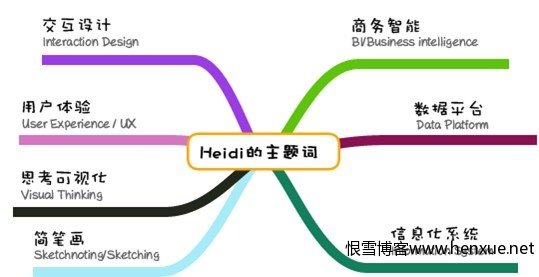 交互设计
Interaction Design
用户体验
User Experience / UX
思考可视化
Visual Thinking
简笔画
Sketchnoting/Sketching
Heidi的主题词
商务智能
BI/Business intelligence
数据平台
Data Platform
信息化系统
Information System
恨雪博客www.henxue.net